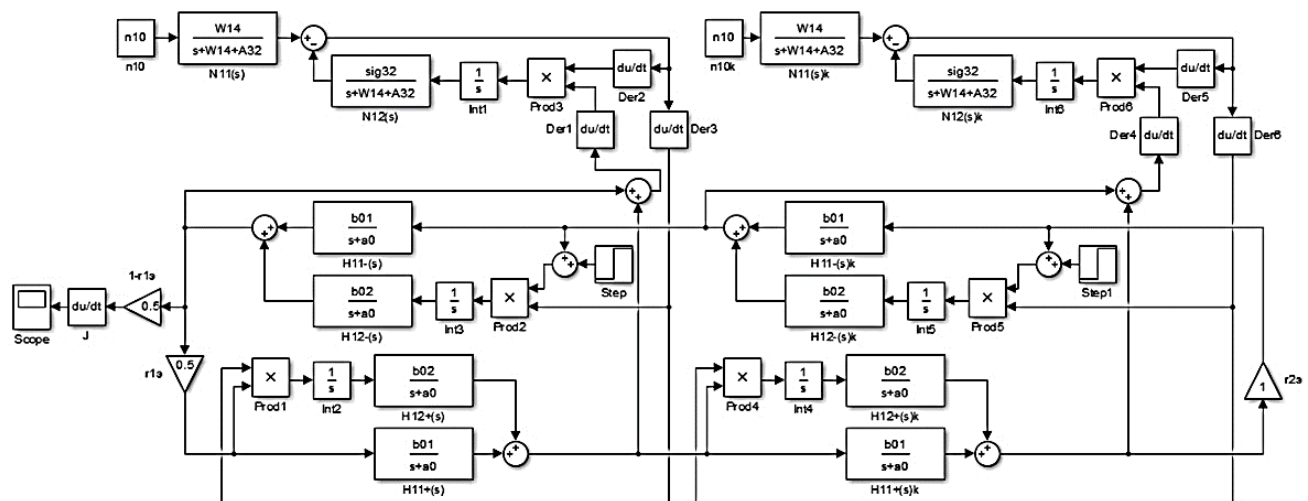 n10
n10
W14
s+W14+A32
N11(s)
sig32
s+W14+A32
N12(s)
1
s
Int1
×
Prod3
du/dt
Der2
Der1
du/dt
du/dt
Der3
n10
n10k
W14
s+W14+A32
N11(s)k
sig32
s+W14+A32
N12(s)k
1
s
Int6
×
Prod6
du/dt
Der5
Der4
du/dt
du/dt
Der6
b01
s+a0
H11-(s)
b02
s+a0
H12-(s)
1
s
Int3
×
Prod2
Step
b01
s+a0
H11-(s)k
b02
s+a0
H12-(s)k
1
s
Int5
×
Prod5
Step1
Scope
du/dt
J
1-r1э
0.5
r1э
0.5
×
Prod1
1
s
Int2
b02
s+a0
H12+(s)
b01
s+a0
H11+(s)
×
Prod4
1
s
Int4
b02
s+a0
H12+(s)k
b01
s+a0
H11+(s)k
1
r2э